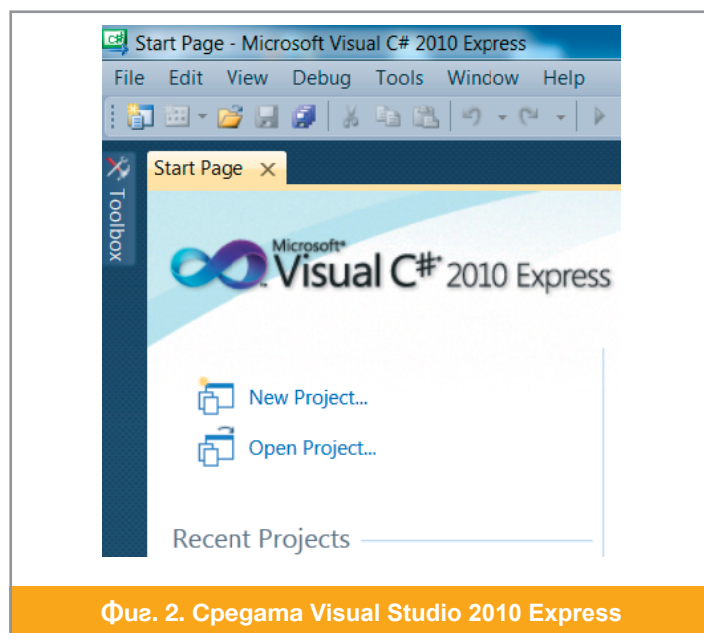 Start Page - Microsoft Visual C# 2010 Express
File Edit View Debug Tools Window Help
Toolbox
Start Page
Microsoft®
Visual C#® 2010 Express
New Project...
Open Project...
Recent Projects
Фиг. 2. Средата Visual Studio 2010 Express